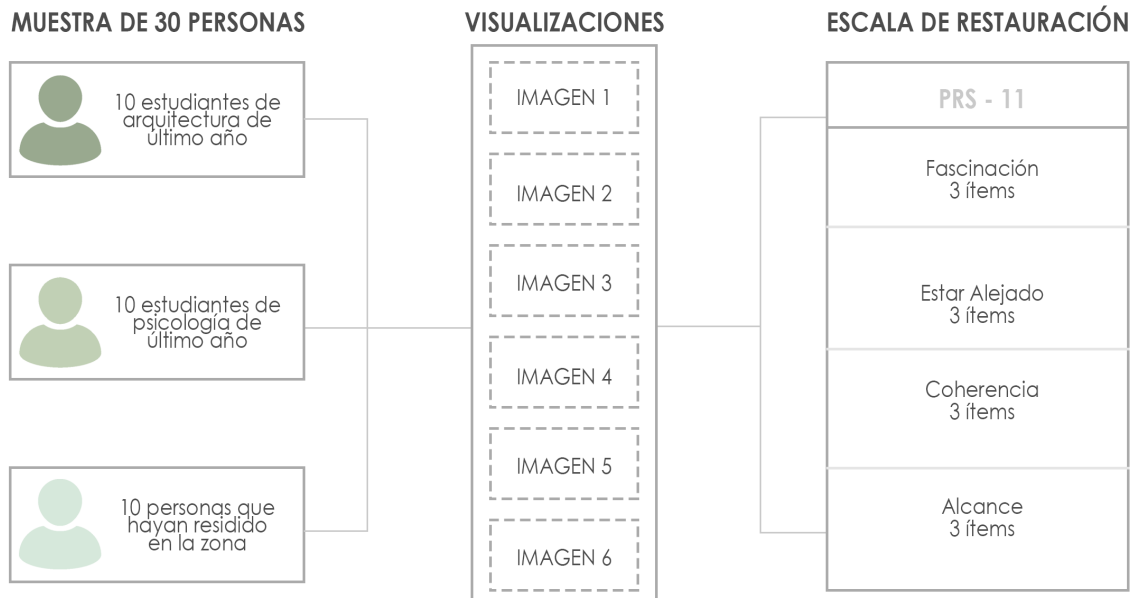 MUESTRA DE 30 PERSONAS
10 estudiantes de
arquitectura de
último año
10 estudiantes de
psicología de
último año
10 personas que
hayan residido
en la zona
VISUALIZACIONES
IMAGEN 1
IMAGEN 2
IMAGEN 3
IMAGEN 4
IMAGEN 5
IMAGEN 6
ESCALA DE RESTAURACIÓN
PRS - 11
Fascinación
3 ítems
Estar Alejado
3 ítems
Coherencia
3 ítems
Alcance
3 ítems